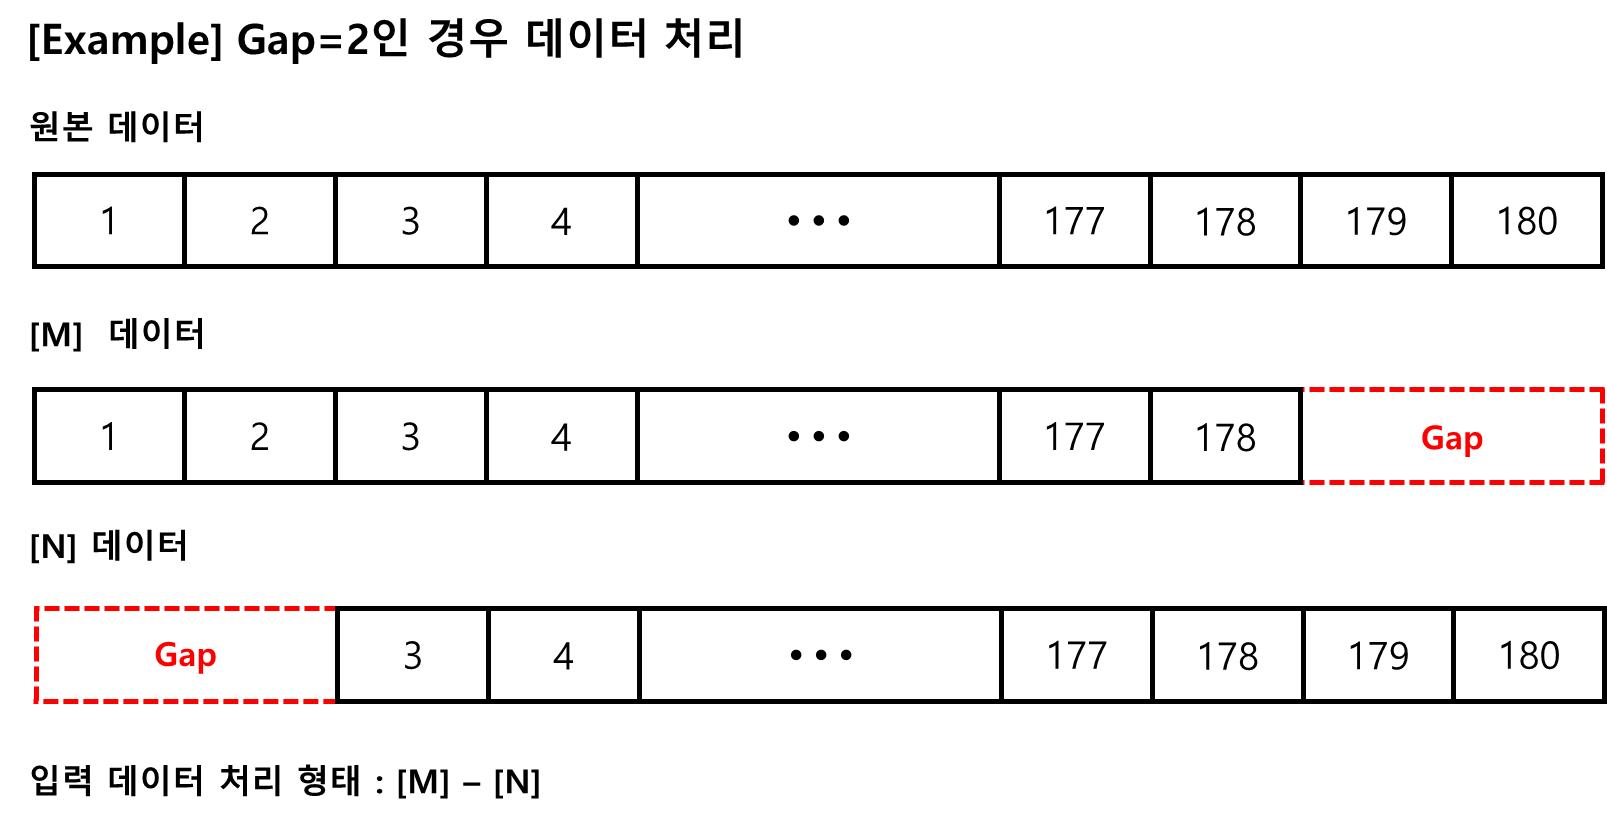 [Example] Gap=2인 경우 데이터 처리
원본 데이터
1 2 3 4 ••• 177 178 179 180
[M] 데이터
1 2 3 4 ••• 177 178 Gap
[N] 데이터
Gap 3 4 ••• 177 178 179 180
입력 데이터 처리 형태 : [M] – [N]